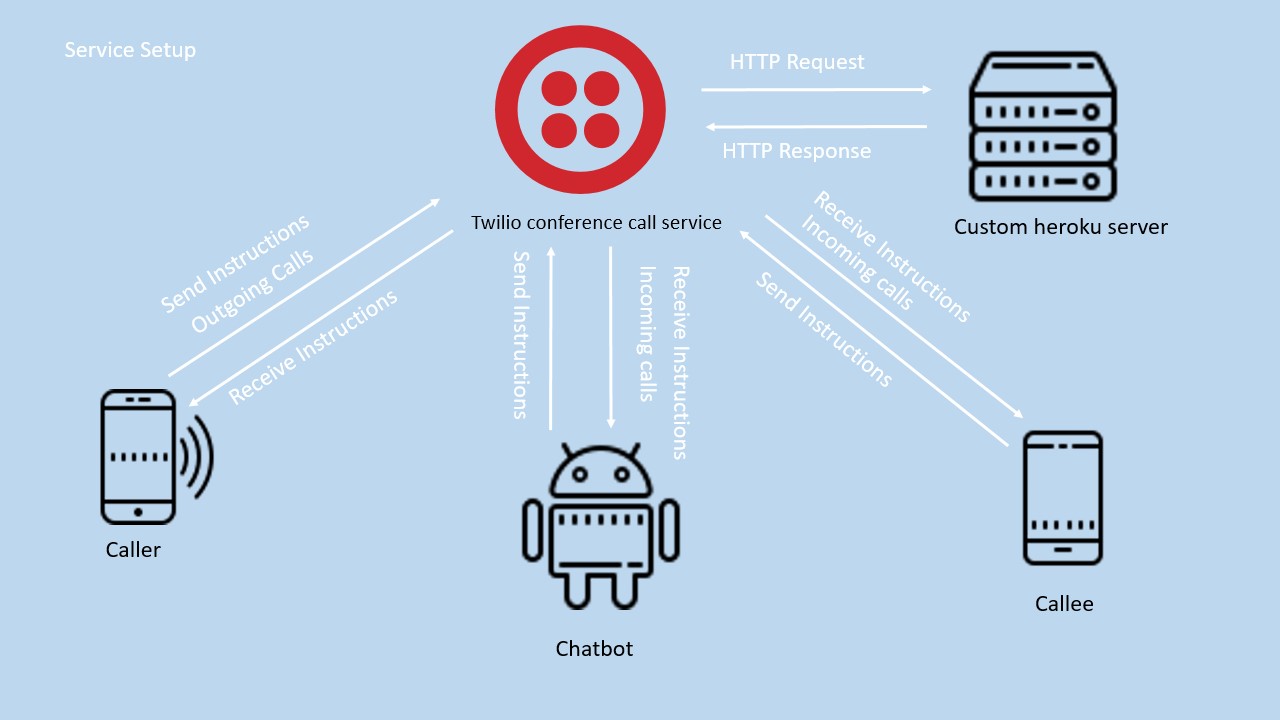 Service Setup
HTTP Request
HTTP Response
Twilio conference call service
Custom heroku server
Send Instructions
Outgoing Calls
Receive Instructions
Send Instructions
Receive Instructions
Incoming calls
Receive Instructions
Incoming calls
Send Instructions
Caller
Chatbot
Callee